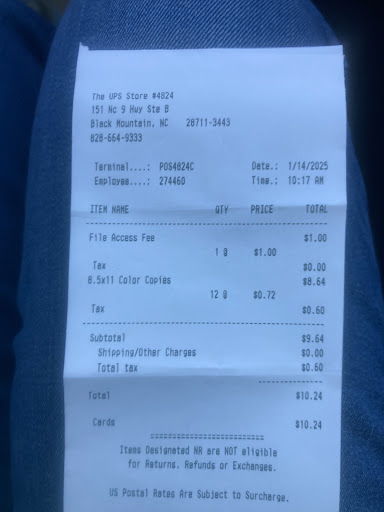 The UPS Store #4824
151 Nc 9 Hwy Ste B
Black Mountain, NC 28711-3443
828-664-9333
Terminal....: POS4824C Date.: 1/14/2025
Employee....: 274460 Time.: 10:17 AM
ITEM NAME QTY PRICE TOTAL
File Access Fee $1.00
1 @ $1.00
Tax $0.00
8.5x11 Color Copies $8.64
12 @ $0.72
Tax $0.60
Subtotal $9.64
Shipping/Other Charges $0.00
Total tax $0.60
Total $10.24
Cards $10.24
Items Designated NR are NOT eligible
for Returns, Refunds or Exchanges.
US Postal Rates Are Subject to Surcharge.